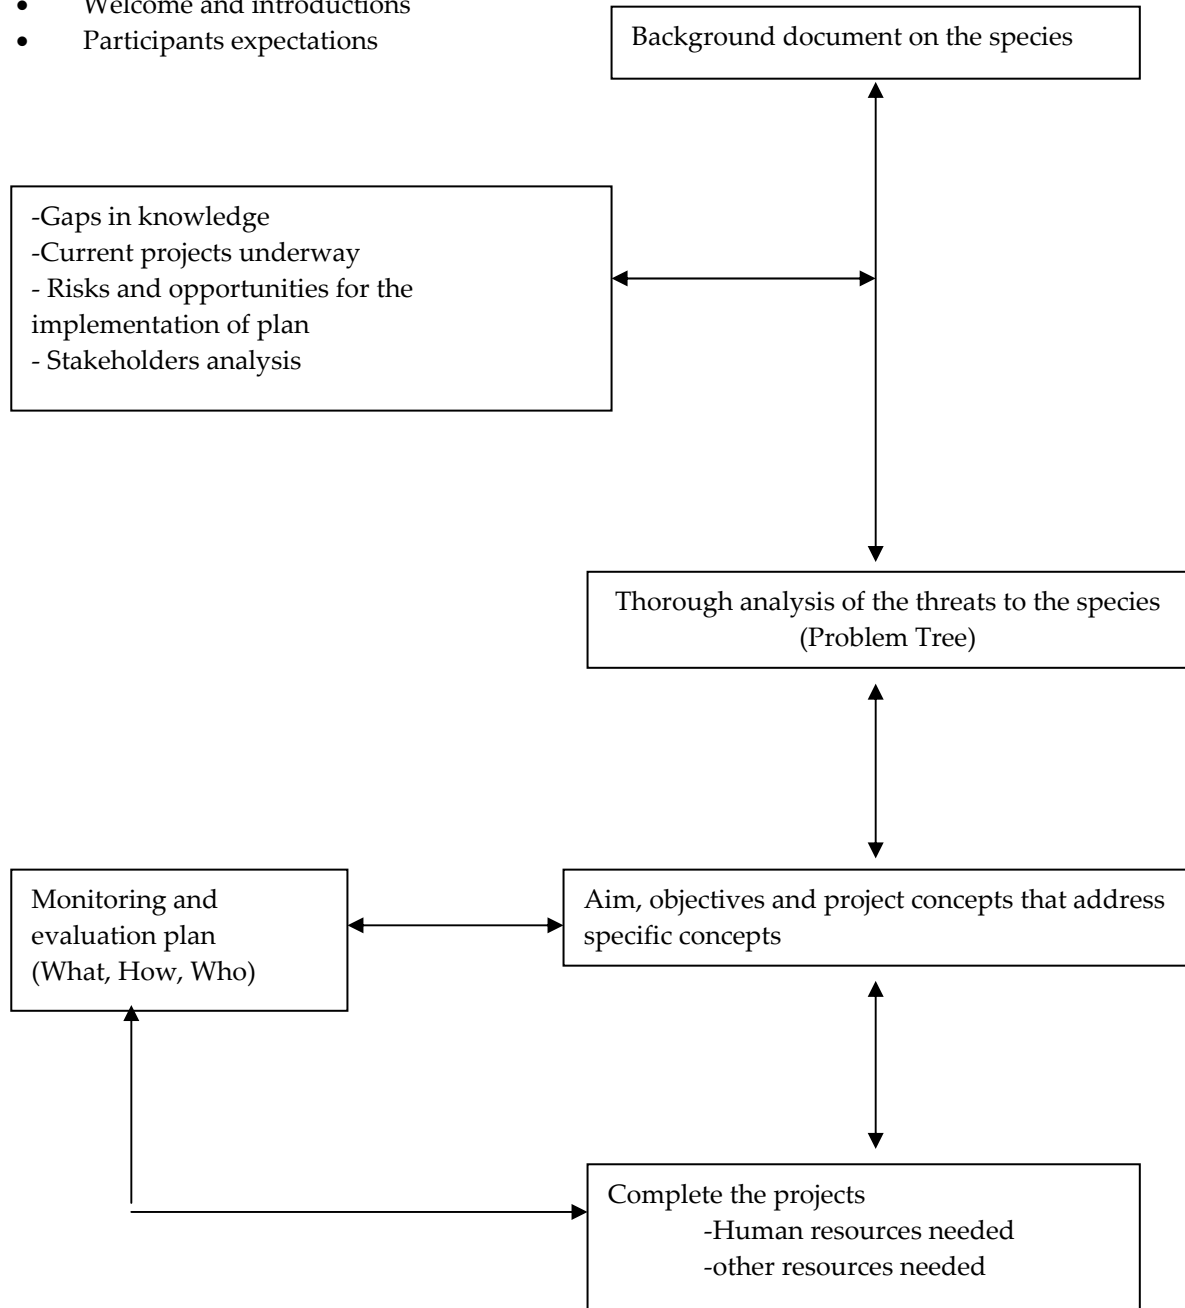 • Welcome and introductions
• Participants expectations
Background document on the species
-Gaps in knowledge
-Current projects underway
- Risks and opportunities for the
implementation of plan
- Stakeholders analysis
Thorough analysis of the threats to the species
(Problem Tree)
Monitoring and
evaluation plan
(What, How, Who)
Aim, objectives and project concepts that address
specific concepts
Complete the projects
-Human resources needed
-other resources needed